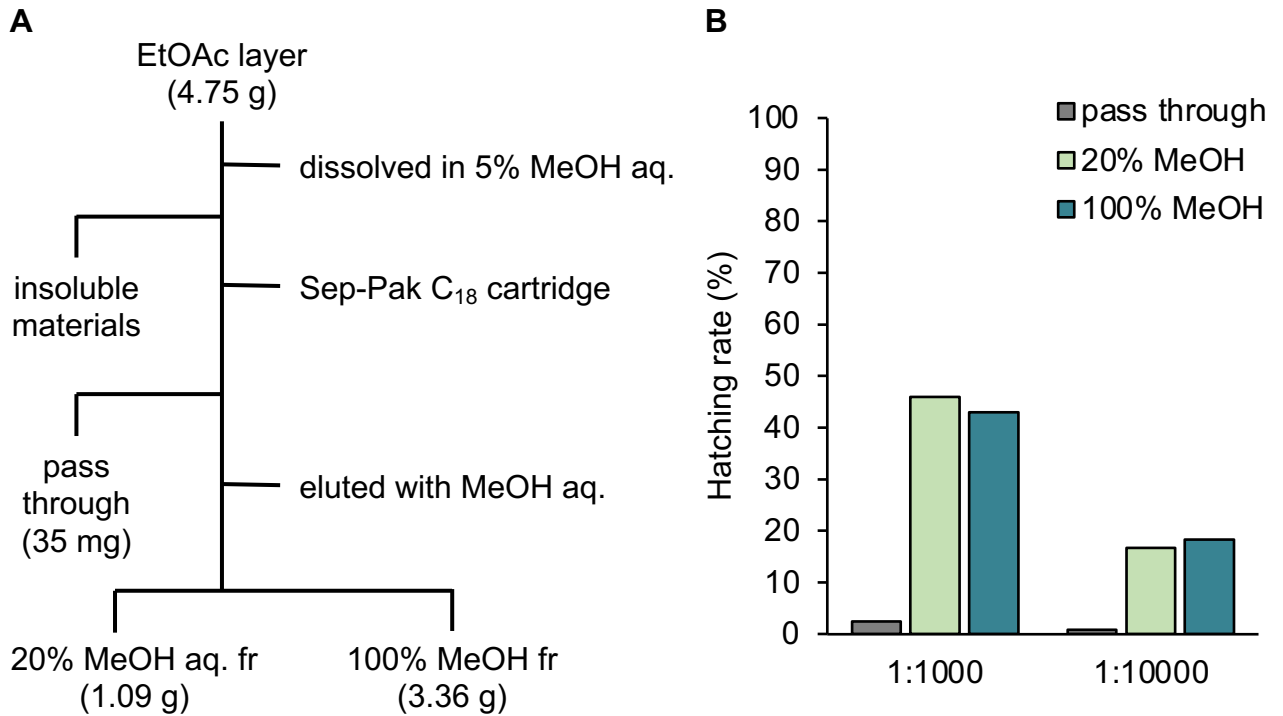 A
EtOAc layer
(4.75 g)
dissolved in 5% MeOH aq.
insoluble
materials
Sep-Pak C₁₈ cartridge
pass
through
(35 mg)
eluted with MeOH aq.
20% MeOH aq. fr
(1.09 g)
100% MeOH fr
(3.36 g)
B
pass through
20% MeOH
100% MeOH
Hatching rate (%)
100
90
80
70
60
50
40
30
20
10
0
1:1000
1:10000